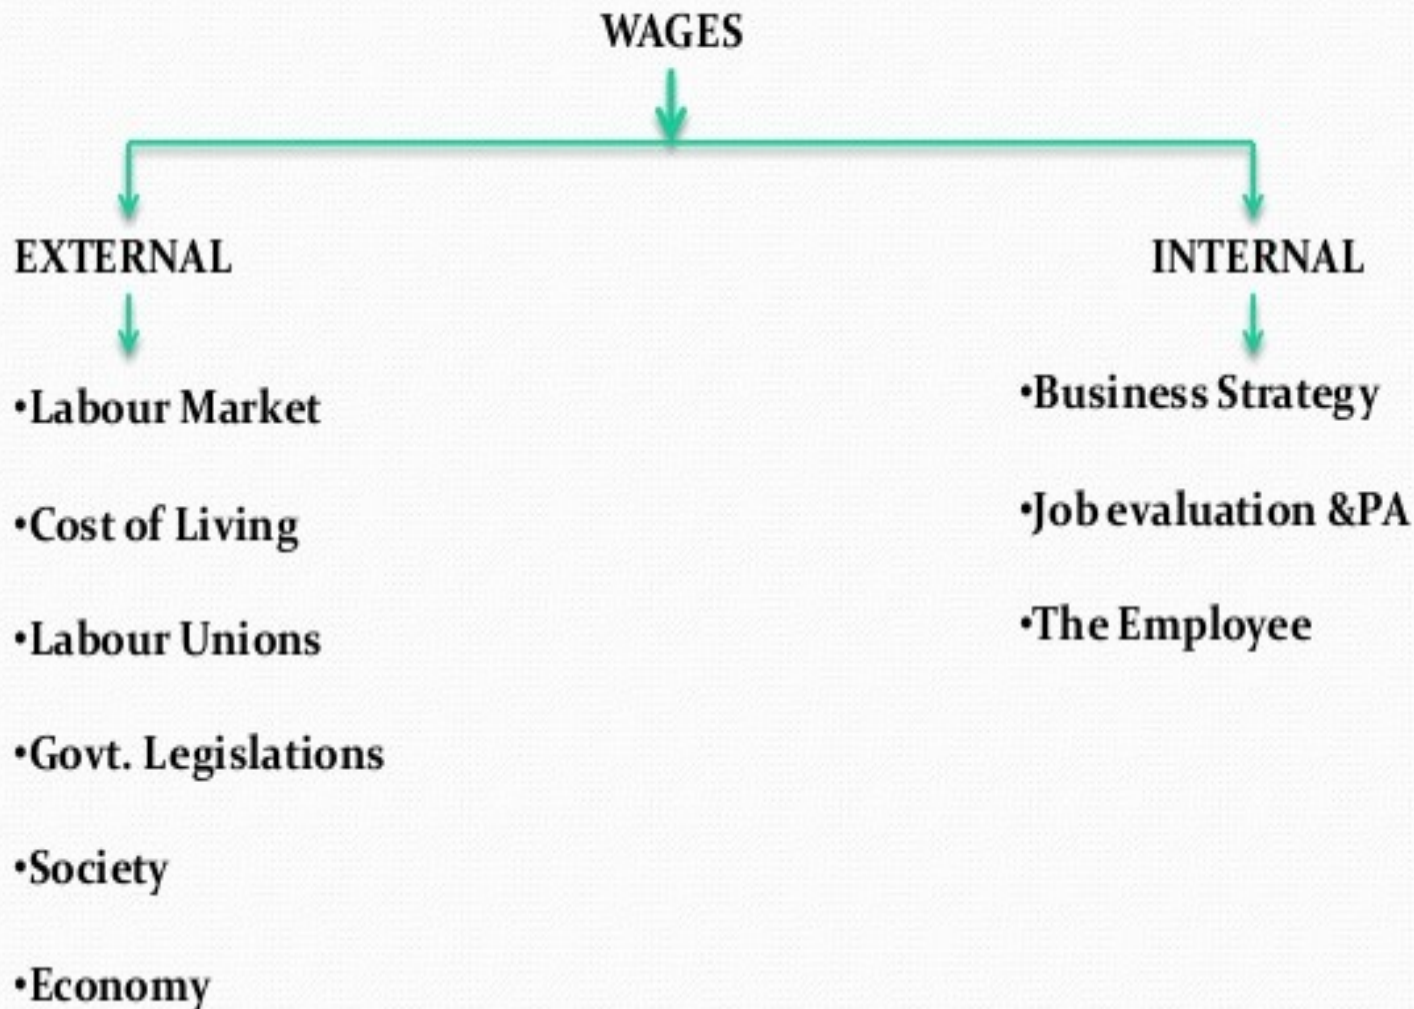 WAGES
EXTERNAL
•Labour Market
•Cost of Living
•Labour Unions
•Govt. Legislations
•Society
•Economy
INTERNAL
•Business Strategy
•Job evaluation &PA
•The Employee